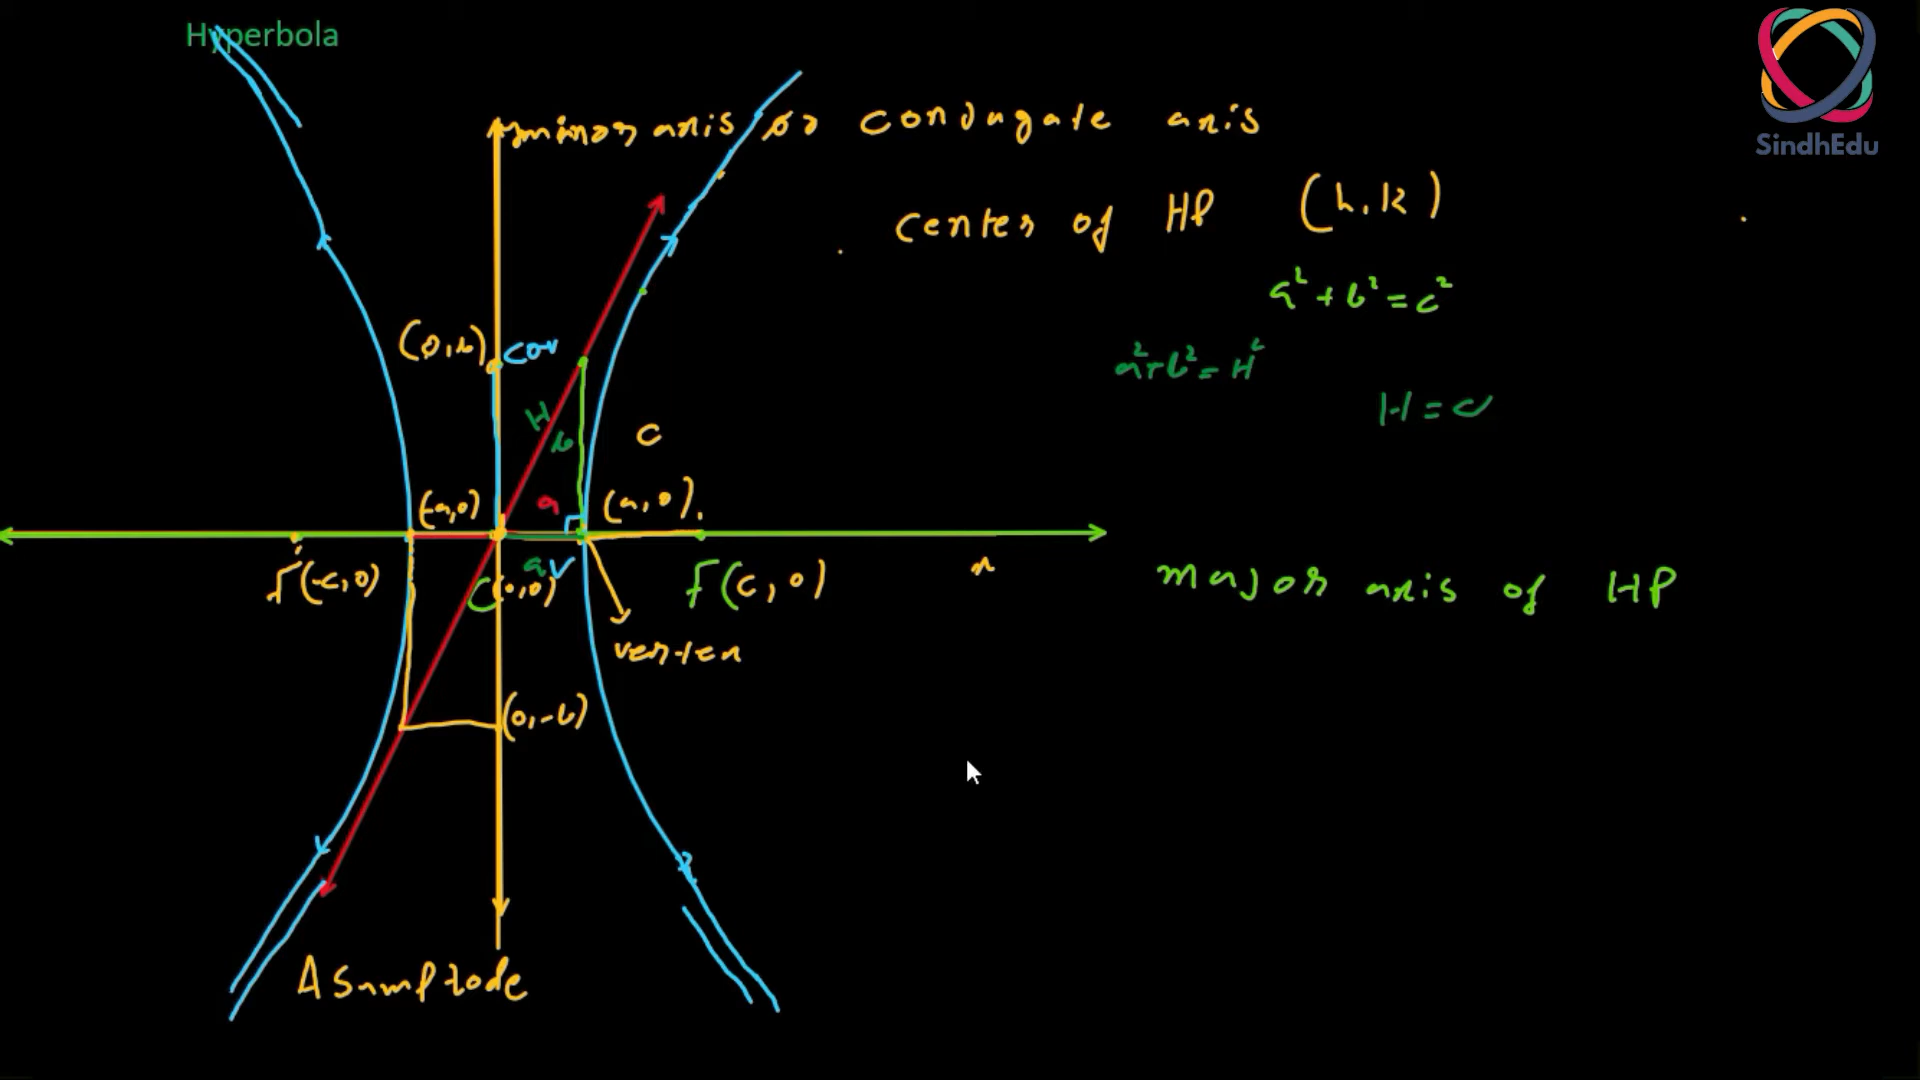 Hyperbola
SindhEdu
minor axis or conjugate axis
center of HP (h,k)
a²+b²=c²
a²+b²=H²
H=c
(0,b) cov
H
b
c
(-a,0)
a
(a,0)
F(-c,0)
C(0,0)
a
V
F(c,0)
x
major axis of HP
vertex
(0,-b)
Asymptode